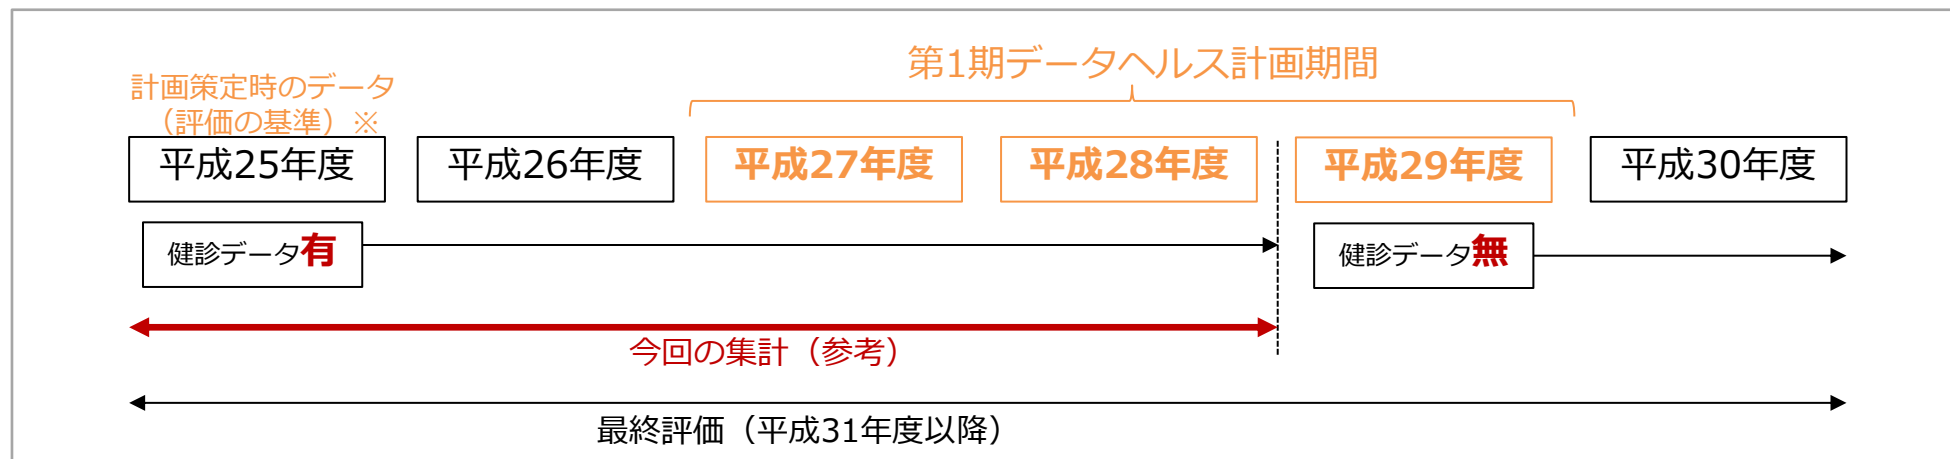 第1期データヘルス計画期間
計画策定時のデータ
（評価の基準）※
平成25年度
平成26年度
平成27年度
平成28年度
平成29年度
平成30年度
健診データ有
健診データ無
今回の集計（参考）
最終評価（平成31年度以降）